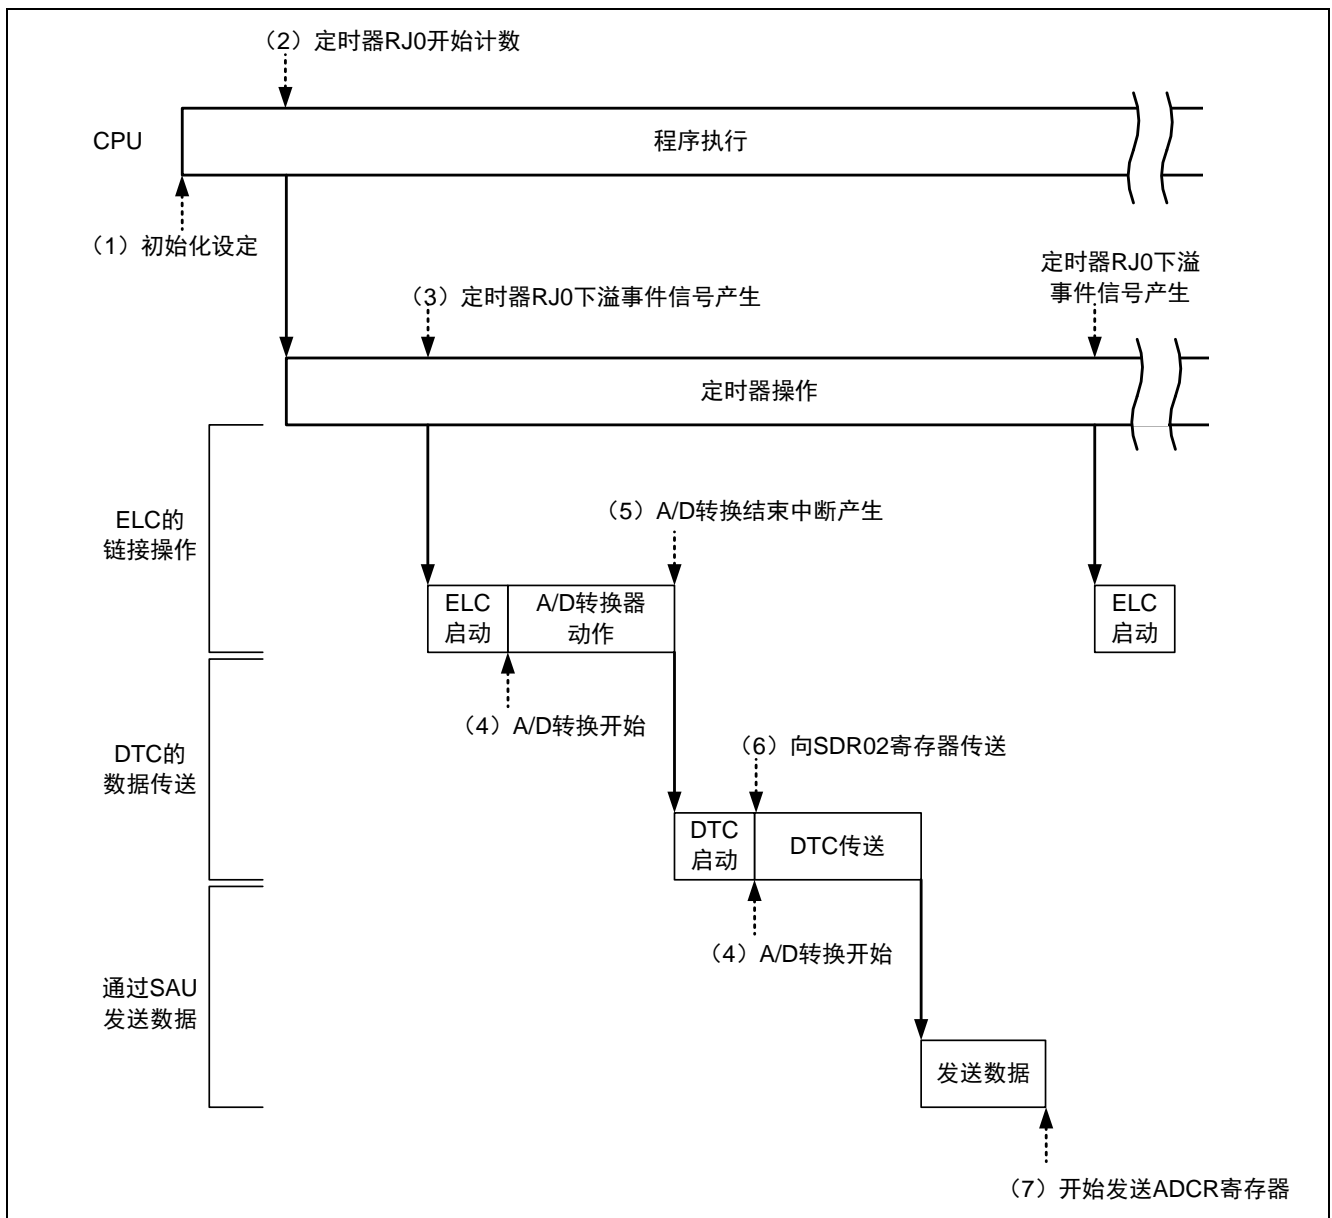 （2）定时器RJ0开始计数
CPU
程序执行
（1）初始化设定
定时器RJ0下溢
事件信号产生
（3）定时器RJ0下溢事件信号产生
定时器操作
ELC的
链接操作
（5）A/D转换结束中断产生
ELC
启动
A/D转换器
动作
ELC
启动
（4）A/D转换开始
DTC的
数据传送
（6）向SDR02寄存器传送
DTC
启动
DTC传送
（4）A/D转换开始
通过SAU
发送数据
发送数据
（7）开始发送ADCR寄存器